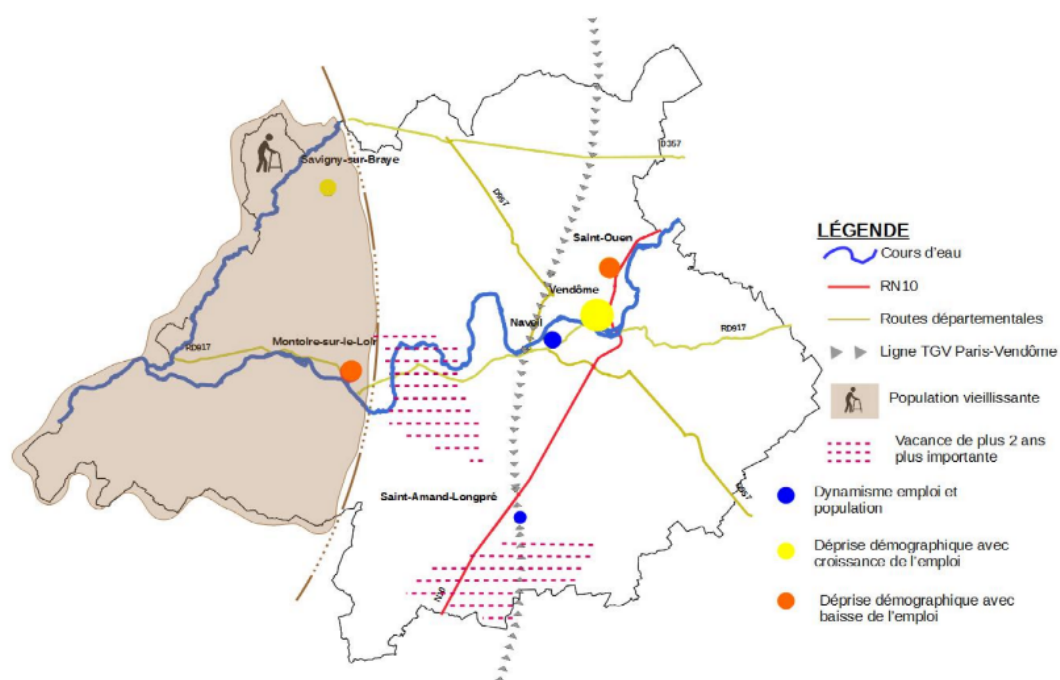 D357
Savigny-sur-Braye
D957
Saint-Ouen
Vendôme
Naveil
RD917
RD917
Montoire-sur-le-Loir
Saint-Amand-Longpré
D957
N10
LÉGENDE
Cours d'eau
RN10
Routes départementales
Ligne TGV Paris-Vendôme
Population vieillissante
Vacance de plus 2 ans
plus importante
Dynamisme emploi et
population
Déprise démographique avec
croissance de l'emploi
Déprise démographique avec
baisse de l'emploi